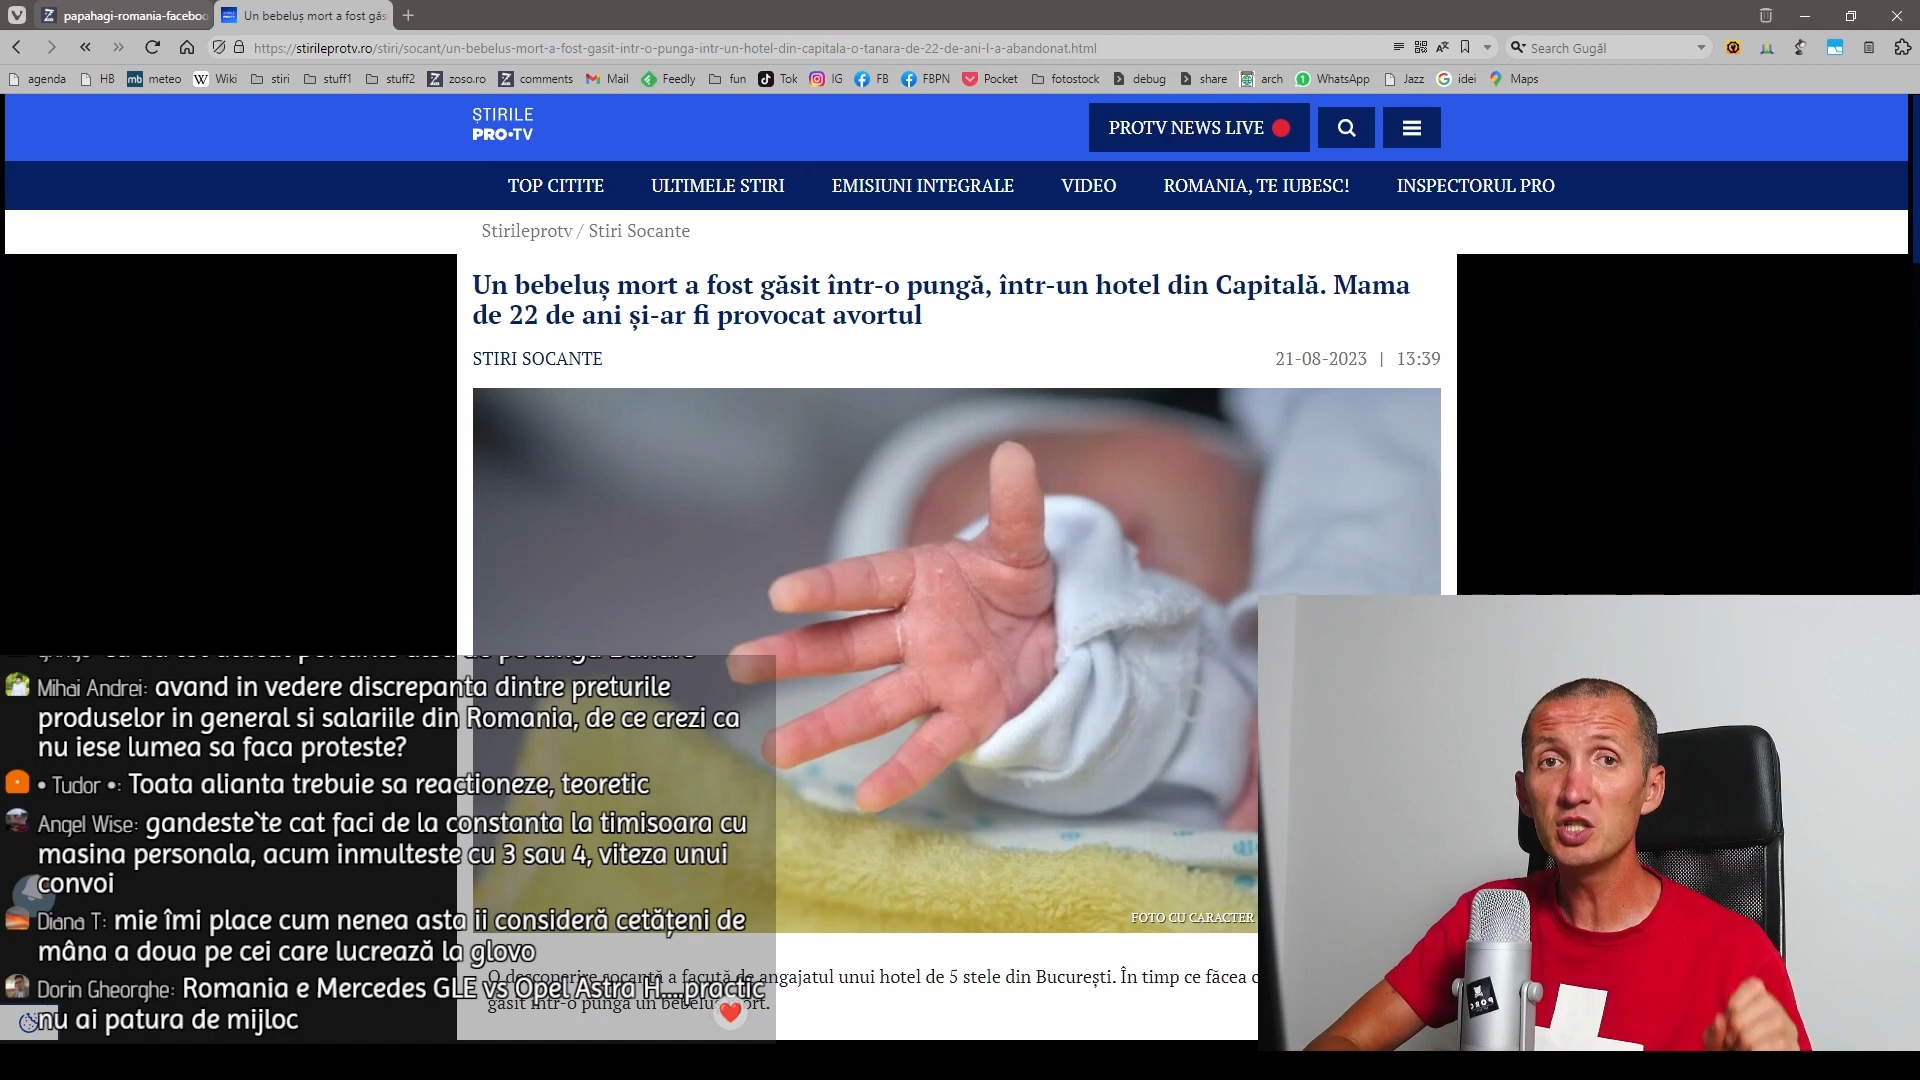 papahagi-romania-faceboo
Un bebeluș mort a fost găs
https://stirileprotv.ro/stiri/socant/un-bebelus-mort-a-fost-gasit-intr-o-punga-intr-un-hotel-din-capitala-o-tanara-de-22-de-ani-l-a-abandonat.html
Search Gugăl
agenda HB meteo Wiki stiri stuff1 stuff2 zoso.ro comments Mail Feedly fun Tok IG FB FBPN Pocket fotostock debug share arch WhatsApp Jazz idei Maps
ȘTIRILE
PRO•TV
PROTV NEWS LIVE
TOP CITITE ULTIMELE STIRI EMISIUNI INTEGRALE VIDEO ROMANIA, TE IUBESC! INSPECTORUL PRO
Stirileprotv / Stiri Socante
Un bebeluș mort a fost găsit într-o pungă, într-un hotel din Capitală. Mama
de 22 de ani și-ar fi provocat avortul
STIRI SOCANTE
21-08-2023 | 13:39
FOTO CU CARACTER
O descoperire șocantă a facută de angajatul unui hotel de 5 stele din București. În timp ce făcea c
găsit într-o pungă un bebeluș mort.
Mihai Andrei: avand in vedere discrepanta dintre preturile
produselor in general si salariile din Romania, de ce crezi ca
nu iese lumea sa faca proteste?
• Tudor •: Toata alianta trebuie sa reactioneze, teoretic
Angel Wise: gandeste`te cat faci de la constanta la timisoara cu
masina personala, acum inmulteste cu 3 sau 4, viteza unui
convoi
Diana T: mie îmi place cum nenea asta ii consideră cetățeni de
mâna a doua pe cei care lucrează la glovo
Dorin Gheorghe: Romania e Mercedes GLE vs Opel Astra H....practic
nu ai patura de mijloc